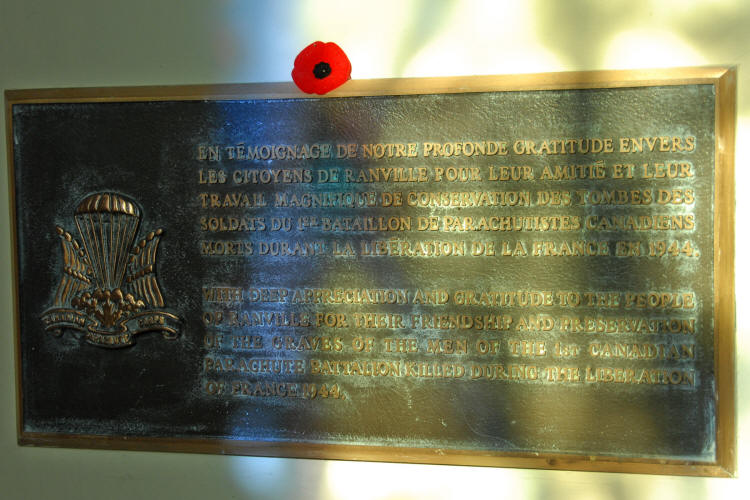 EN TÉMOIGNAGE DE NOTRE PROFONDE GRATITUDE ENVERS
LES CITOYENS DE RANVILLE POUR LEUR AMITIÉ ET LEUR
TRAVAIL MAGNIFIQUE DE CONSERVATION DES TOMBES DES
SOLDATS DU 1ER BATAILLON DE PARACHUTISTES CANADIENS
MORTS DURANT LA LIBÉRATION DE LA FRANCE EN 1944.
WITH DEEP APPRECIATION AND GRATITUDE TO THE PEOPLE
OF RANVILLE FOR THEIR FRIENDSHIP AND PRESERVATION
OF THE GRAVES OF THE MEN OF THE 1ST CANADIAN
PARACHUTE BATTALION KILLED DURING THE LIBERATION
OF FRANCE 1944.